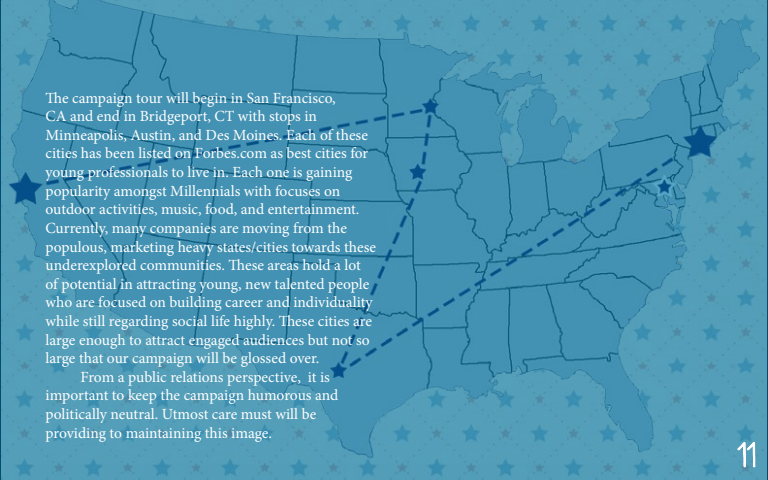 The campaign tour will begin in San Francisco,
CA and end in Bridgeport, CT with stops in
Minneapolis, Austin, and Des Moines. Each of these
cities has been listed on Forbes.com as best cities for
young professionals to live in. Each one is gaining
popularity amongst Millennials with focuses on
outdoor activities, music, food, and entertainment.
Currently, many companies are moving from the
populous, marketing heavy states/cities towards these
underexplored communities. These areas hold a lot
of potential in attracting young, new talented people
who are focused on building career and individuality
while still regarding social life highly. These cities are
large enough to attract engaged audiences but not so
large that our campaign will be glossed over.
From a public relations perspective, it is
important to keep the campaign humorous and
politically neutral. Utmost care must will be
providing to maintaining this image.
11